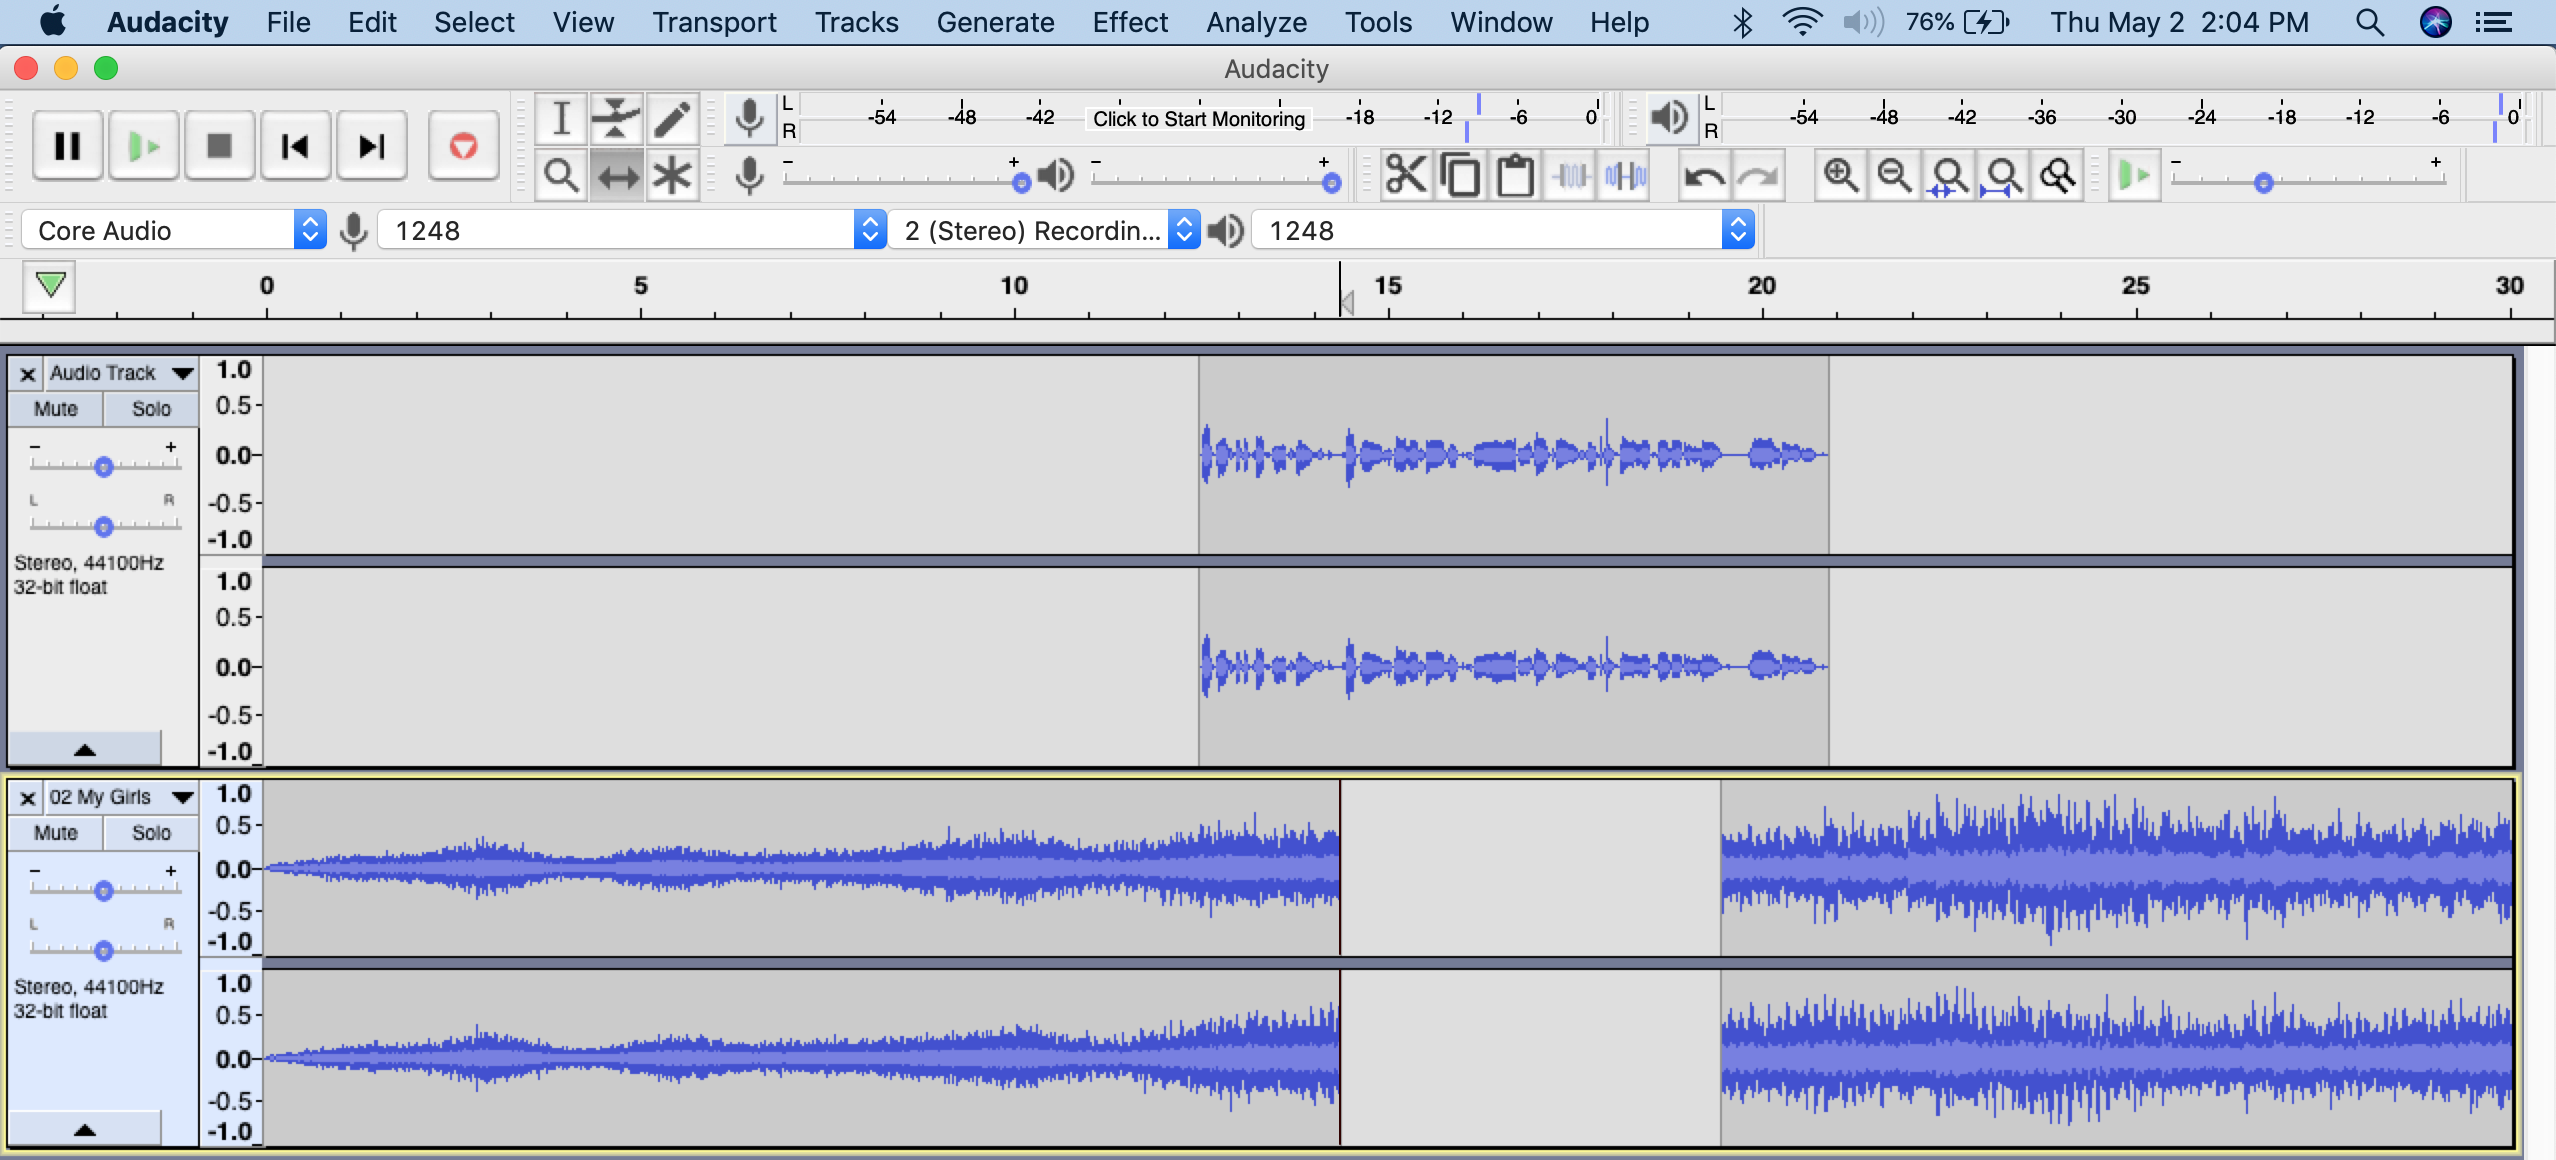 Audacity File Edit Select View Transport Tracks Generate Effect Analyze Tools Window Help 76% Thu May 2 2:04 PM
Audacity
L -54 -48 -42 Click to Start Monitoring -18 -12 -6 0 L -54 -48 -42 -36 -30 -24 -18 -12 -6 0
R R
- + - + - +
Core Audio 1248 2 (Stereo) Recordin... 1248
0 5 10 15 20 25 30
x Audio Track 1.0
Mute Solo 0.5
- + 0.0
L R -0.5
-1.0
Stereo, 44100Hz
32-bit float
1.0
0.5
0.0
-0.5
-1.0
x 02 My Girls 1.0
Mute Solo 0.5
- + 0.0
L R -0.5
-1.0
Stereo, 44100Hz 1.0
32-bit float 0.5
0.0
-0.5
-1.0